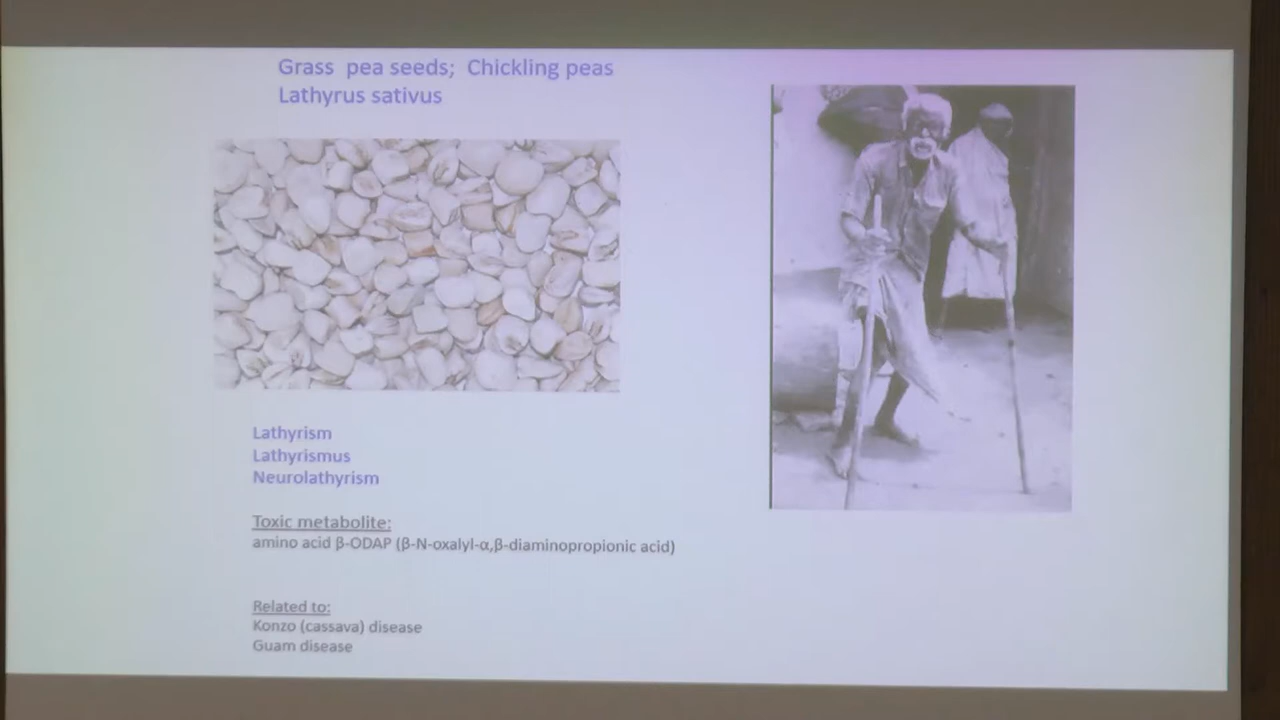 Grass pea seeds; Chickling peas
Lathyrus sativus
Lathyrism
Lathyrismus
Neurolathyrism
Toxic metabolite:
amino acid β-ODAP (β-N-oxalyl-α,β-diaminopropionic acid)
Related to:
Konzo (cassava) disease
Guam disease